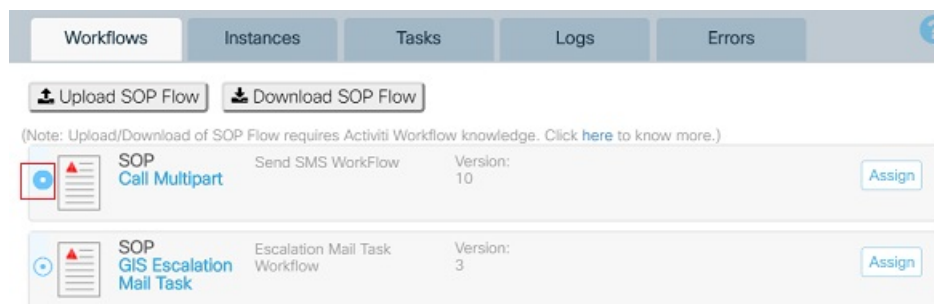 Workflows Instances Tasks Logs Errors ?
Upload SOP Flow Download SOP Flow
(Note: Upload/Download of SOP Flow requires Activiti Workflow knowledge. Click here to know more.)
SOP Send SMS WorkFlow Version:
Call Multipart 10 Assign
SOP Escalation Mail Task Version:
GIS Escalation Workflow 3 Assign
Mail Task